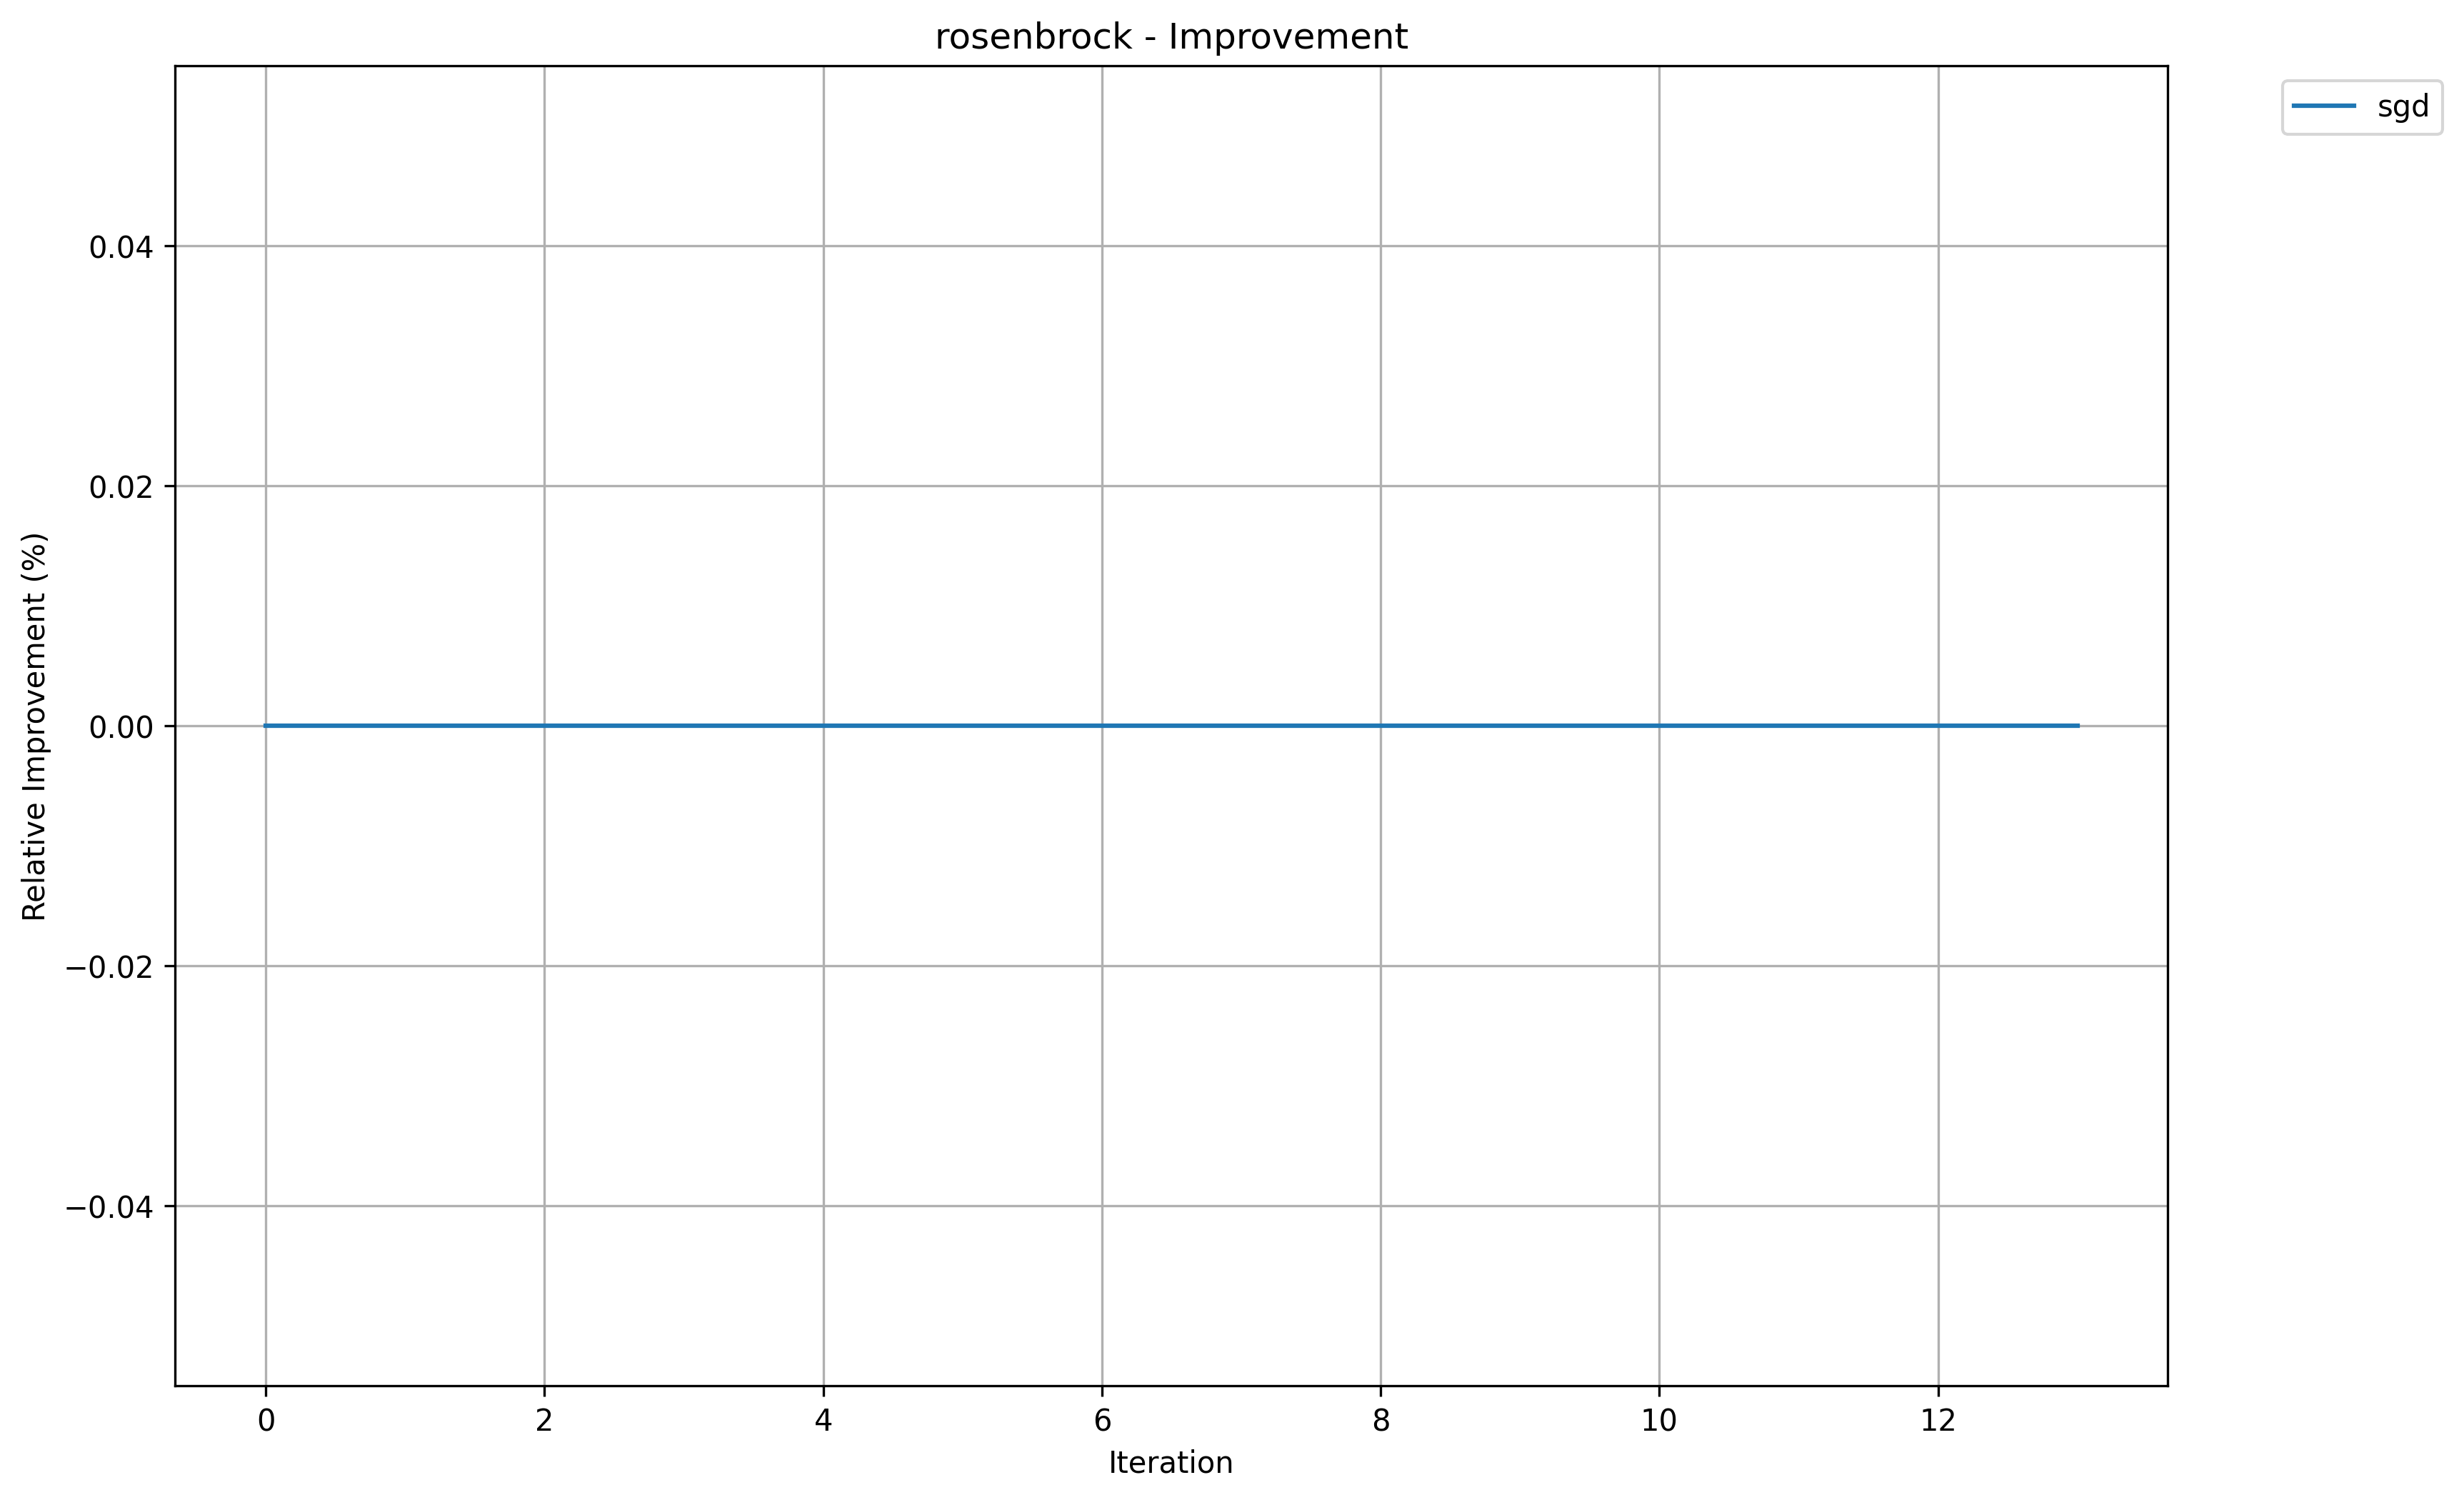 rosenbrock - Improvement
sgd
Relative Improvement (%)
0.04
0.02
0.00
−0.02
−0.04
0 2 4 6 8 10 12
Iteration